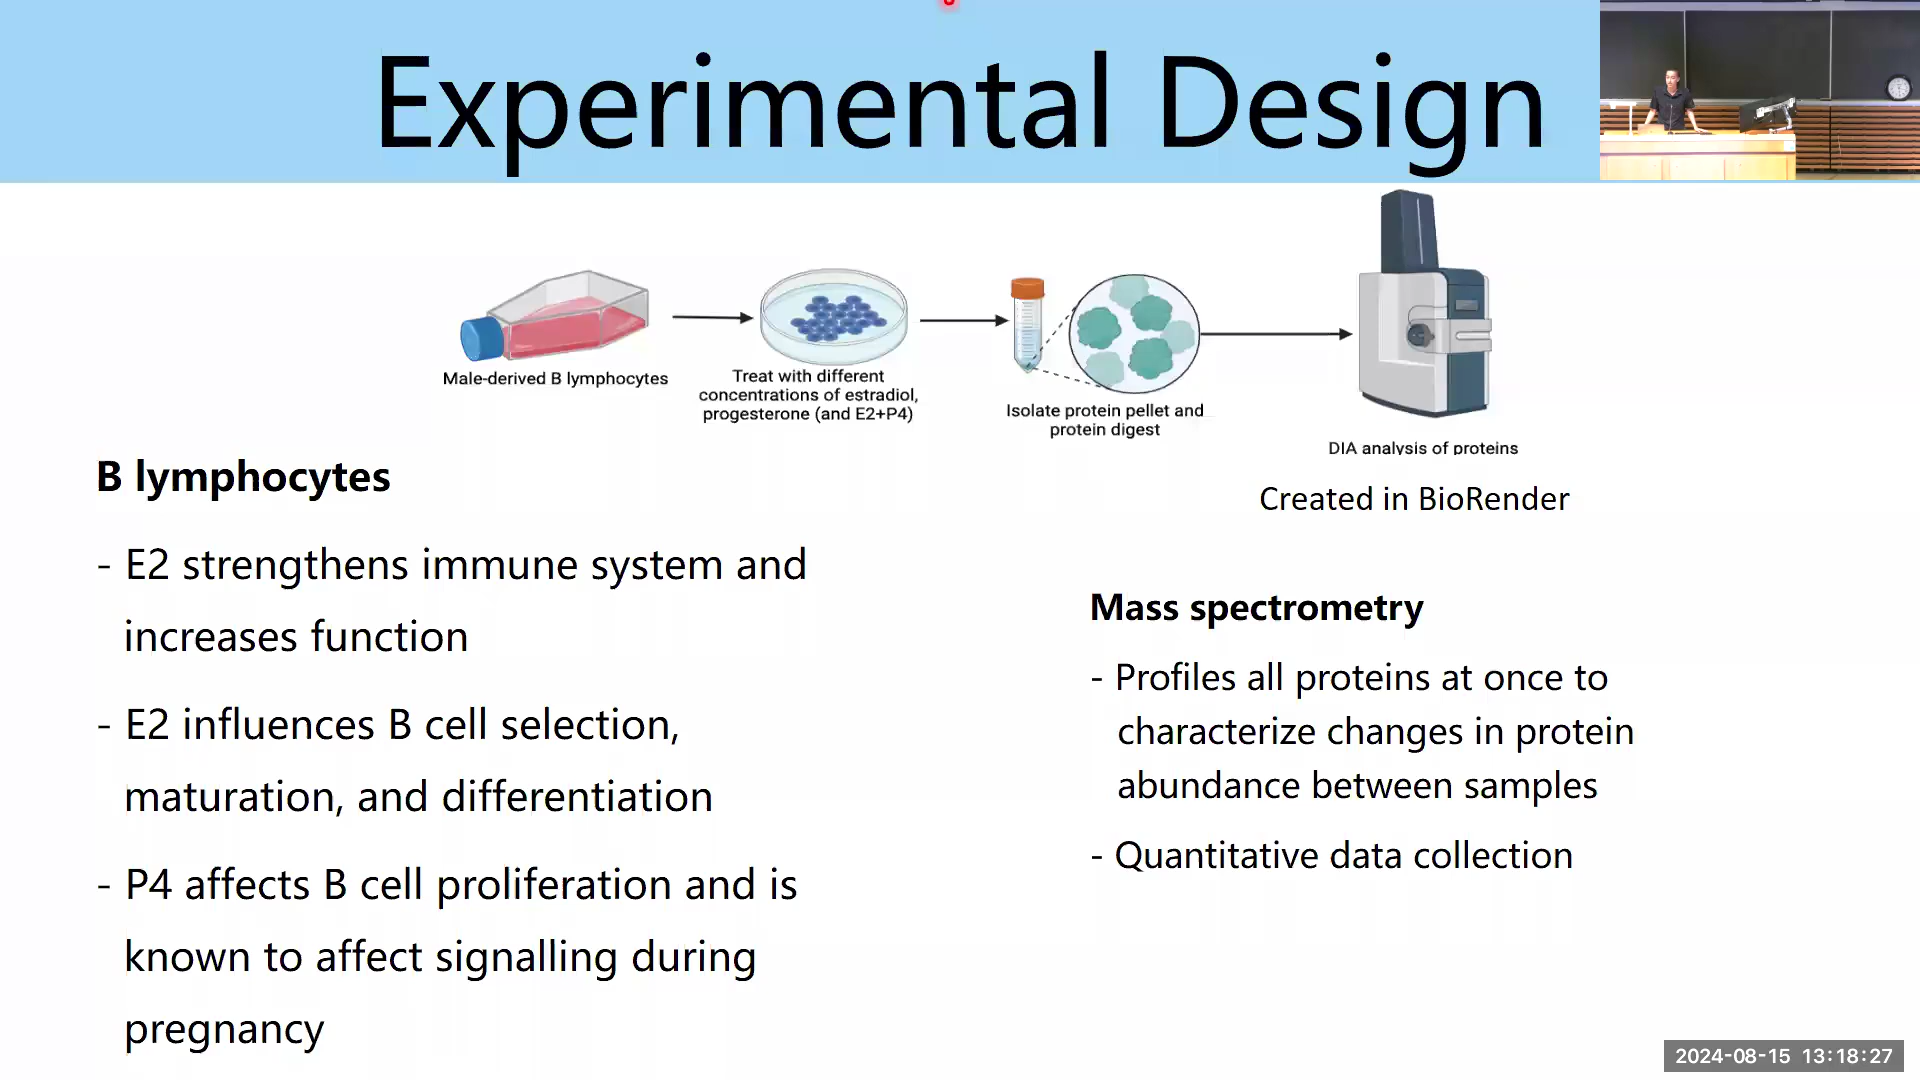 Experimental Design
Male-derived B lymphocytes
Treat with different
concentrations of estradiol,
progesterone (and E2+P4)
Isolate protein pellet and
protein digest
DIA analysis of proteins
Created in BioRender
B lymphocytes
- E2 strengthens immune system and
increases function
- E2 influences B cell selection,
maturation, and differentiation
- P4 affects B cell proliferation and is
known to affect signalling during
pregnancy
Mass spectrometry
- Profiles all proteins at once to
characterize changes in protein
abundance between samples
- Quantitative data collection
2024-08-15 13:18:27